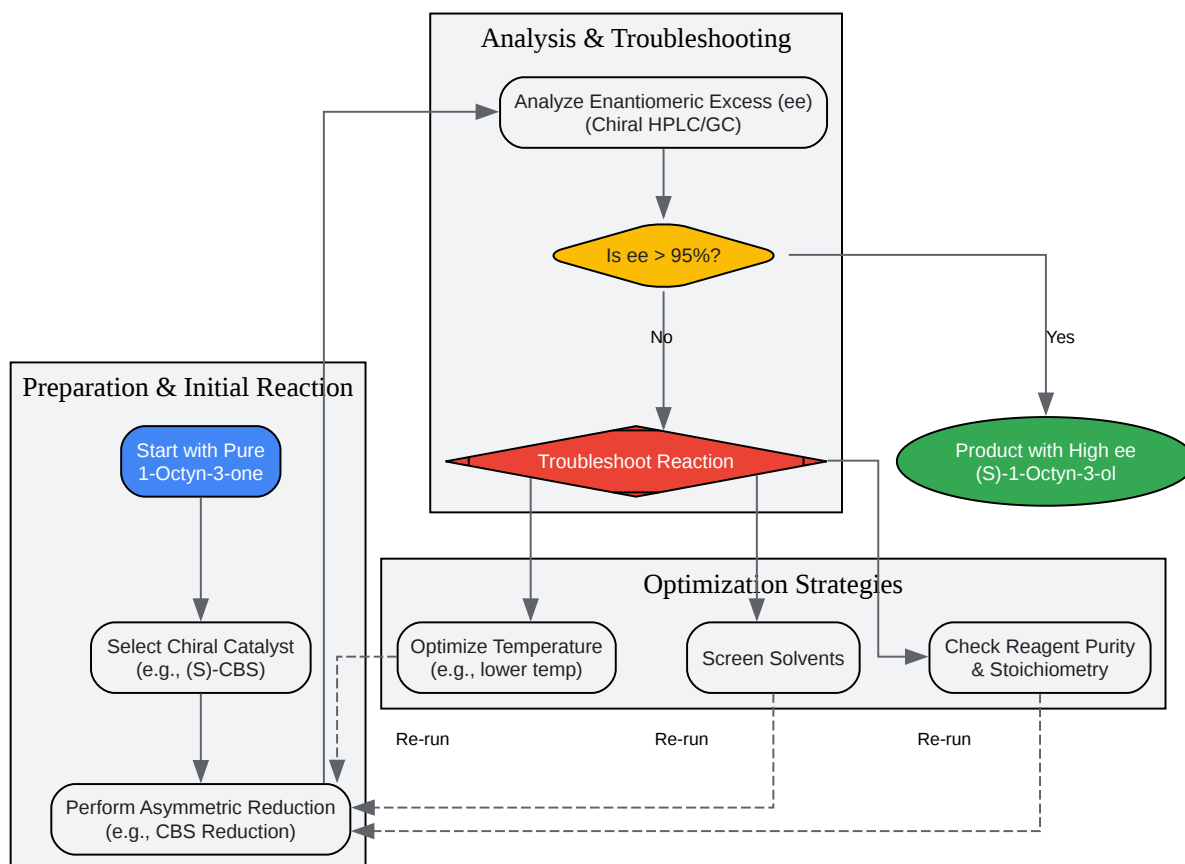 Analysis & Troubleshooting
Analyze Enantiomeric Excess (ee)
(Chiral HPLC/GC)
Is ee > 95%?
No
Yes
Troubleshoot Reaction
Product with High ee
(S)-1-Octyn-3-ol
Preparation & Initial Reaction
Start with Pure
1-Octyn-3-one
Select Chiral Catalyst
(e.g., (S)-CBS)
Perform Asymmetric Reduction
(e.g., CBS Reduction)
Optimization Strategies
Optimize Temperature
(e.g., lower temp)
Screen Solvents
Check Reagent Purity
& Stoichiometry
Re-run
Re-run
Re-run